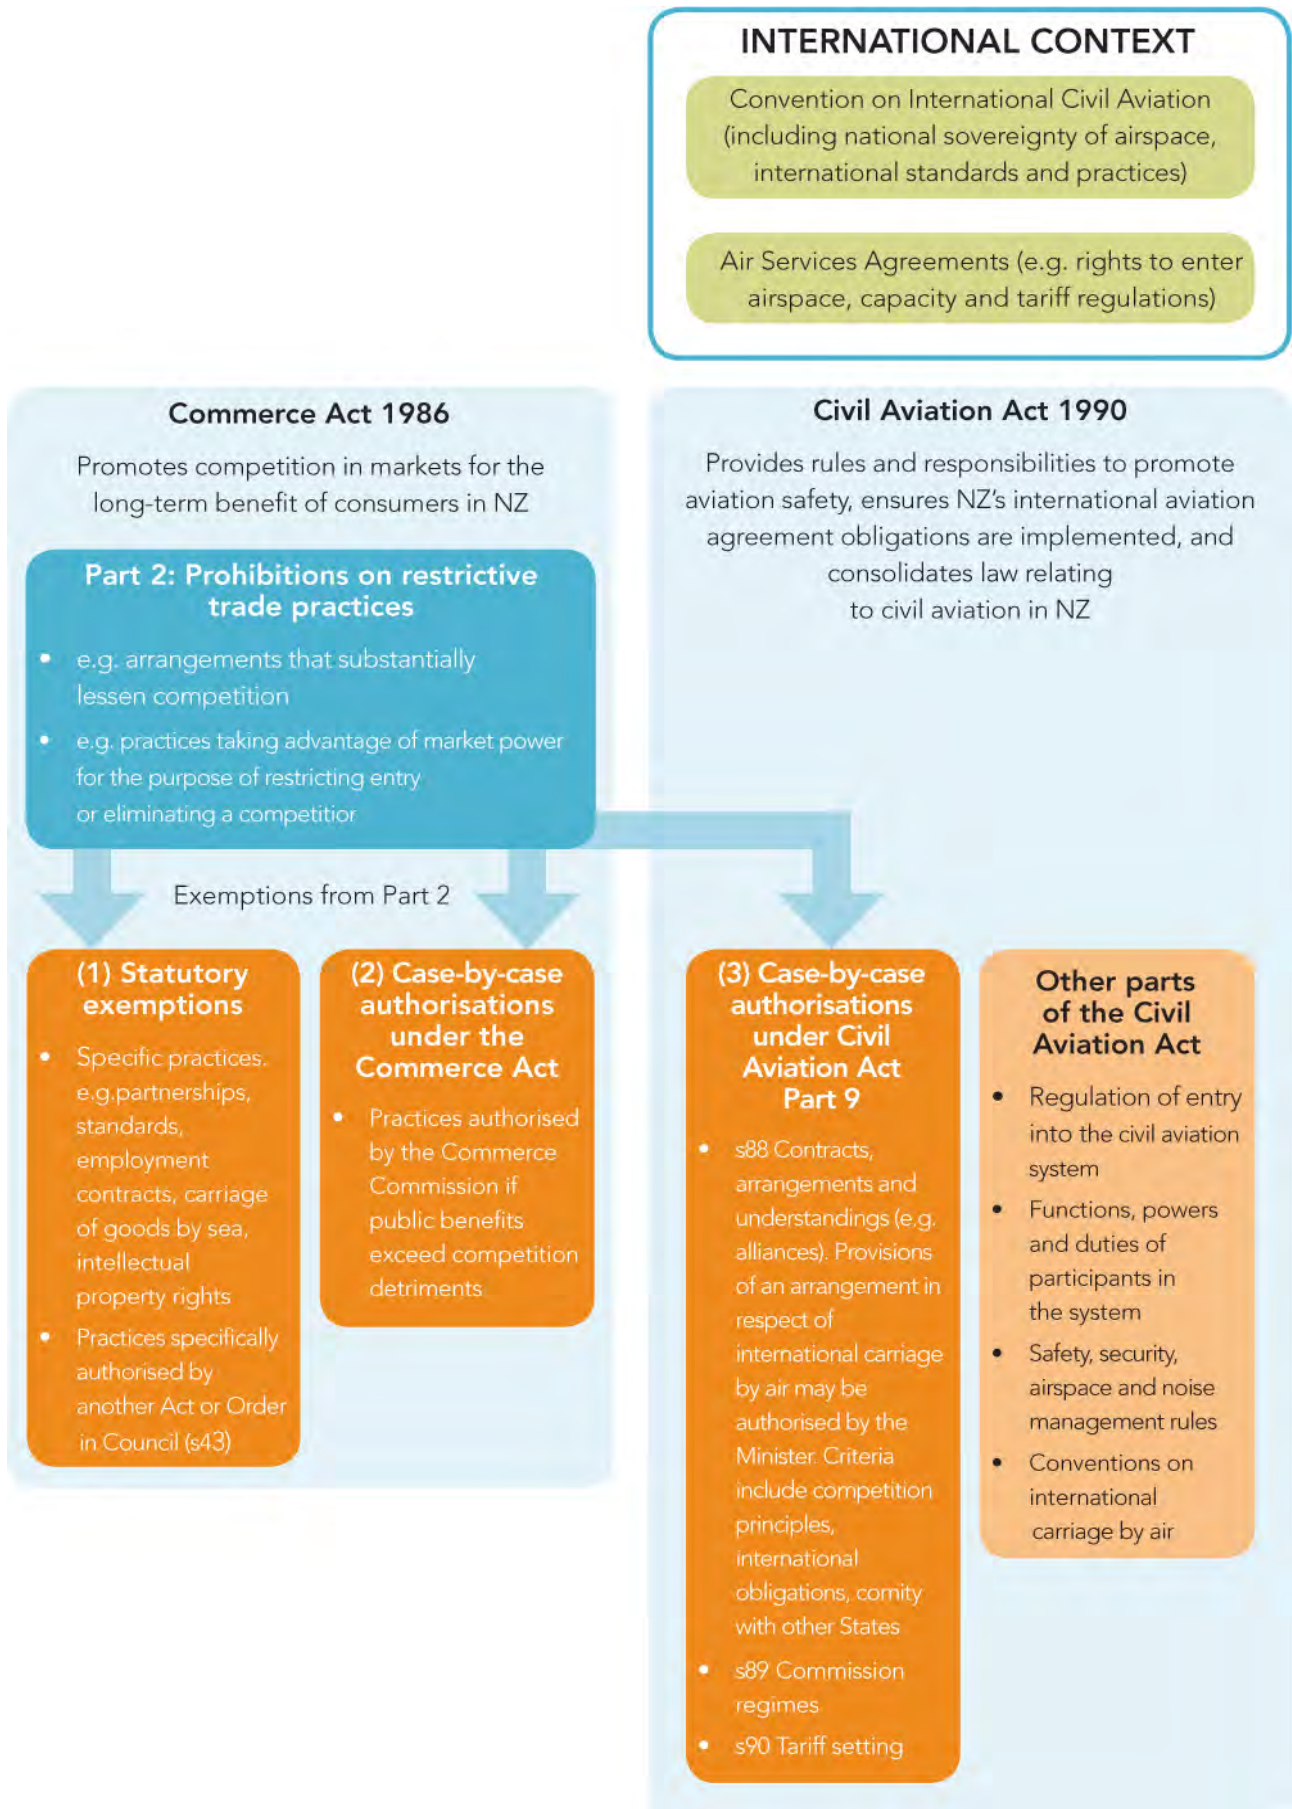 INTERNATIONAL CONTEXT
Convention on International Civil Aviation
(including national sovereignty of airspace,
international standards and practices)
Air Services Agreements (e.g. rights to enter
airspace, capacity and tariff regulations)
Commerce Act 1986
Promotes competition in markets for the
long-term benefit of consumers in NZ
Part 2: Prohibitions on restrictive
trade practices
• e.g. arrangements that substantially
lessen competition
• e.g. practices taking advantage of market power
for the purpose of restricting entry
or eliminating a competitior
Exemptions from Part 2
(1) Statutory
exemptions
• Specific practices.
e.g.partnerships,
standards,
employment
contracts, carriage
of goods by sea,
intellectual
property rights
• Practices specifically
authorised by
another Act or Order
in Council (s43)
(2) Case-by-case
authorisations
under the
Commerce Act
• Practices authorised
by the Commerce
Commission if
public benefits
exceed competition
detriments
Civil Aviation Act 1990
Provides rules and responsibilities to promote
aviation safety, ensures NZ's international aviation
agreement obligations are implemented, and
consolidates law relating
to civil aviation in NZ
(3) Case-by-case
authorisations
under Civil
Aviation Act
Part 9
• s88 Contracts,
arrangements and
understandings (e.g.
alliances). Provisions
of an arrangement in
respect of
international carriage
by air may be
authorised by the
Minister. Criteria
include competition
principles,
international
obligations, comity
with other States
• s89 Commission
regimes
• s90 Tariff setting
Other parts
of the Civil
Aviation Act
• Regulation of entry
into the civil aviation
system
• Functions, powers
and duties of
participants in
the system
• Safety, security,
airspace and noise
management rules
• Conventions on
international
carriage by air